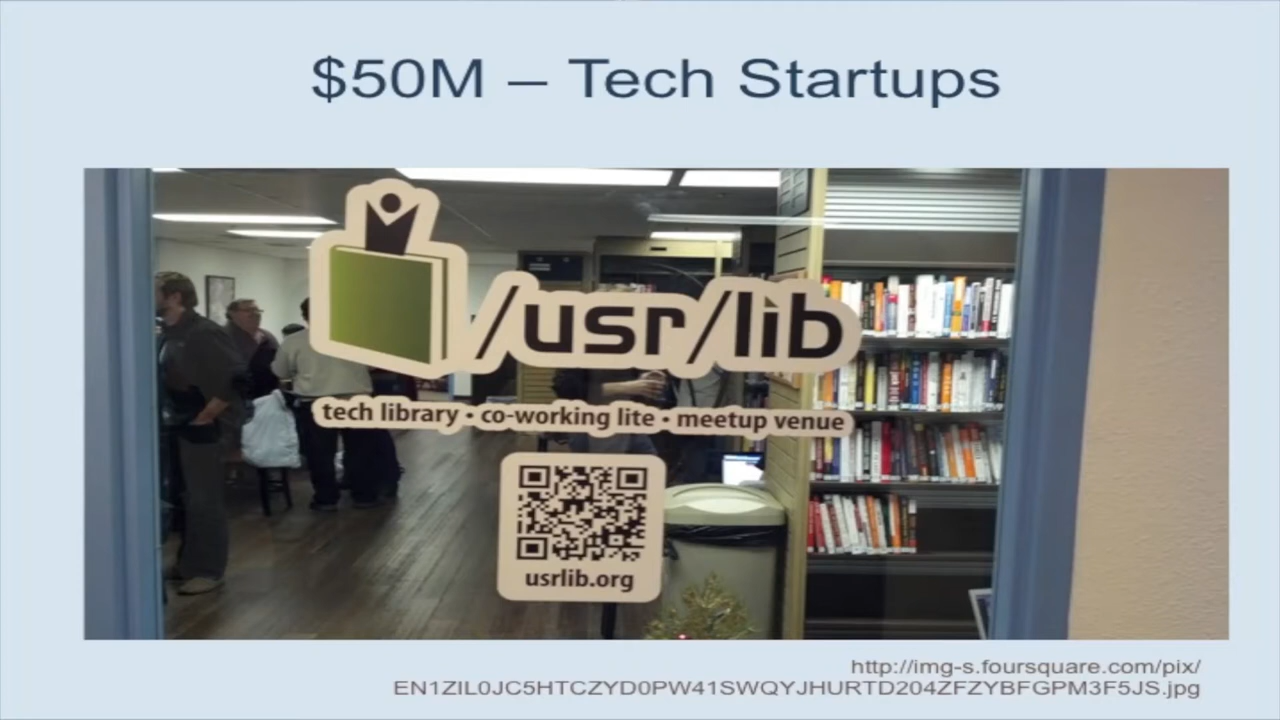 $50M – Tech Startups
/usr/lib
tech library • co-working lite • meetup venue
usrlib.org
http://img-s.foursquare.com/pix/
EN1ZIL0JC5HTCZYD0PW41SWQYJHURTD204ZFZYBFGPM3F5JS.jpg